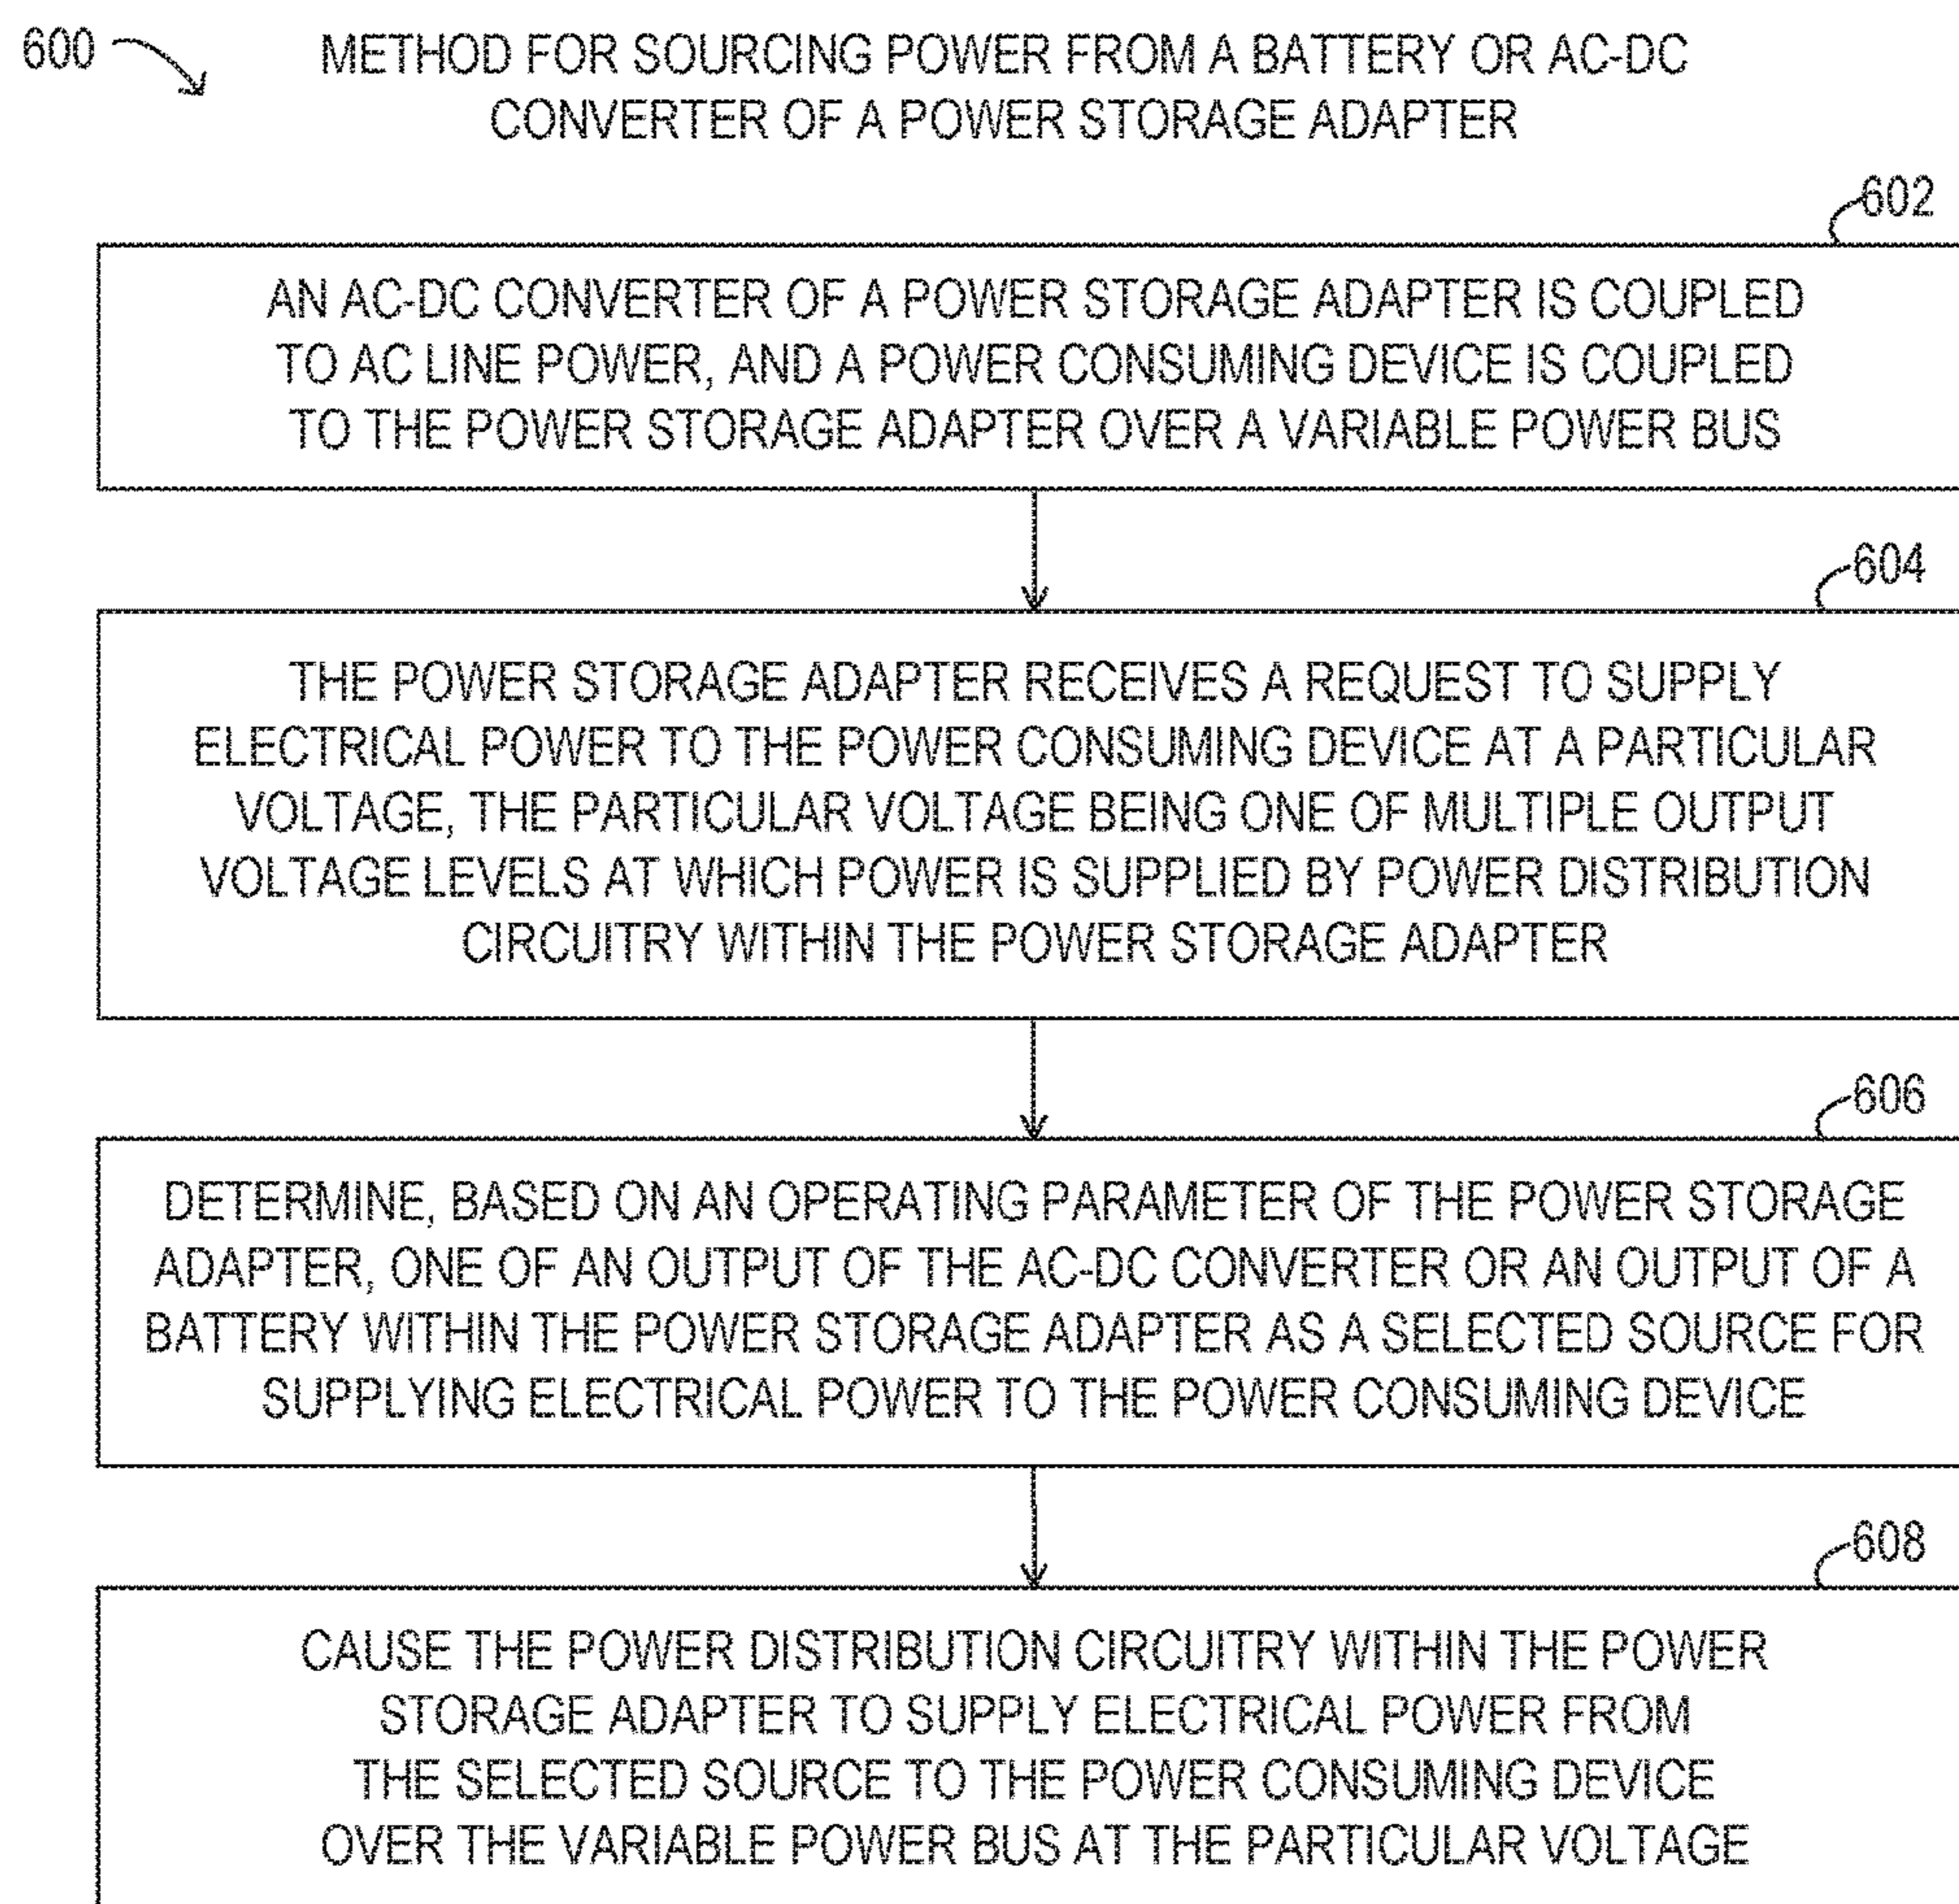 600
METHOD FOR SOURCING POWER FROM A BATTERY OR AC-DC
CONVERTER OF A POWER STORAGE ADAPTER
602
AN AC-DC CONVERTER OF A POWER STORAGE ADAPTER IS COUPLED
TO AC LINE POWER, AND A POWER CONSUMING DEVICE IS COUPLED
TO THE POWER STORAGE ADAPTER OVER A VARIABLE POWER BUS
604
THE POWER STORAGE ADAPTER RECEIVES A REQUEST TO SUPPLY
ELECTRICAL POWER TO THE POWER CONSUMING DEVICE AT A PARTICULAR
VOLTAGE, THE PARTICULAR VOLTAGE BEING ONE OF MULTIPLE OUTPUT
VOLTAGE LEVELS AT WHICH POWER IS SUPPLIED BY POWER DISTRIBUTION
CIRCUITRY WITHIN THE POWER STORAGE ADAPTER
606
DETERMINE, BASED ON AN OPERATING PARAMETER OF THE POWER STORAGE
ADAPTER, ONE OF AN OUTPUT OF THE AC-DC CONVERTER OR AN OUTPUT OF A
BATTERY WITHIN THE POWER STORAGE ADAPTER AS A SELECTED SOURCE FOR
SUPPLYING ELECTRICAL POWER TO THE POWER CONSUMING DEVICE
608
CAUSE THE POWER DISTRIBUTION CIRCUITRY WITHIN THE POWER
STORAGE ADAPTER TO SUPPLY ELECTRICAL POWER FROM
THE SELECTED SOURCE TO THE POWER CONSUMING DEVICE
OVER THE VARIABLE POWER BUS AT THE PARTICULAR VOLTAGE